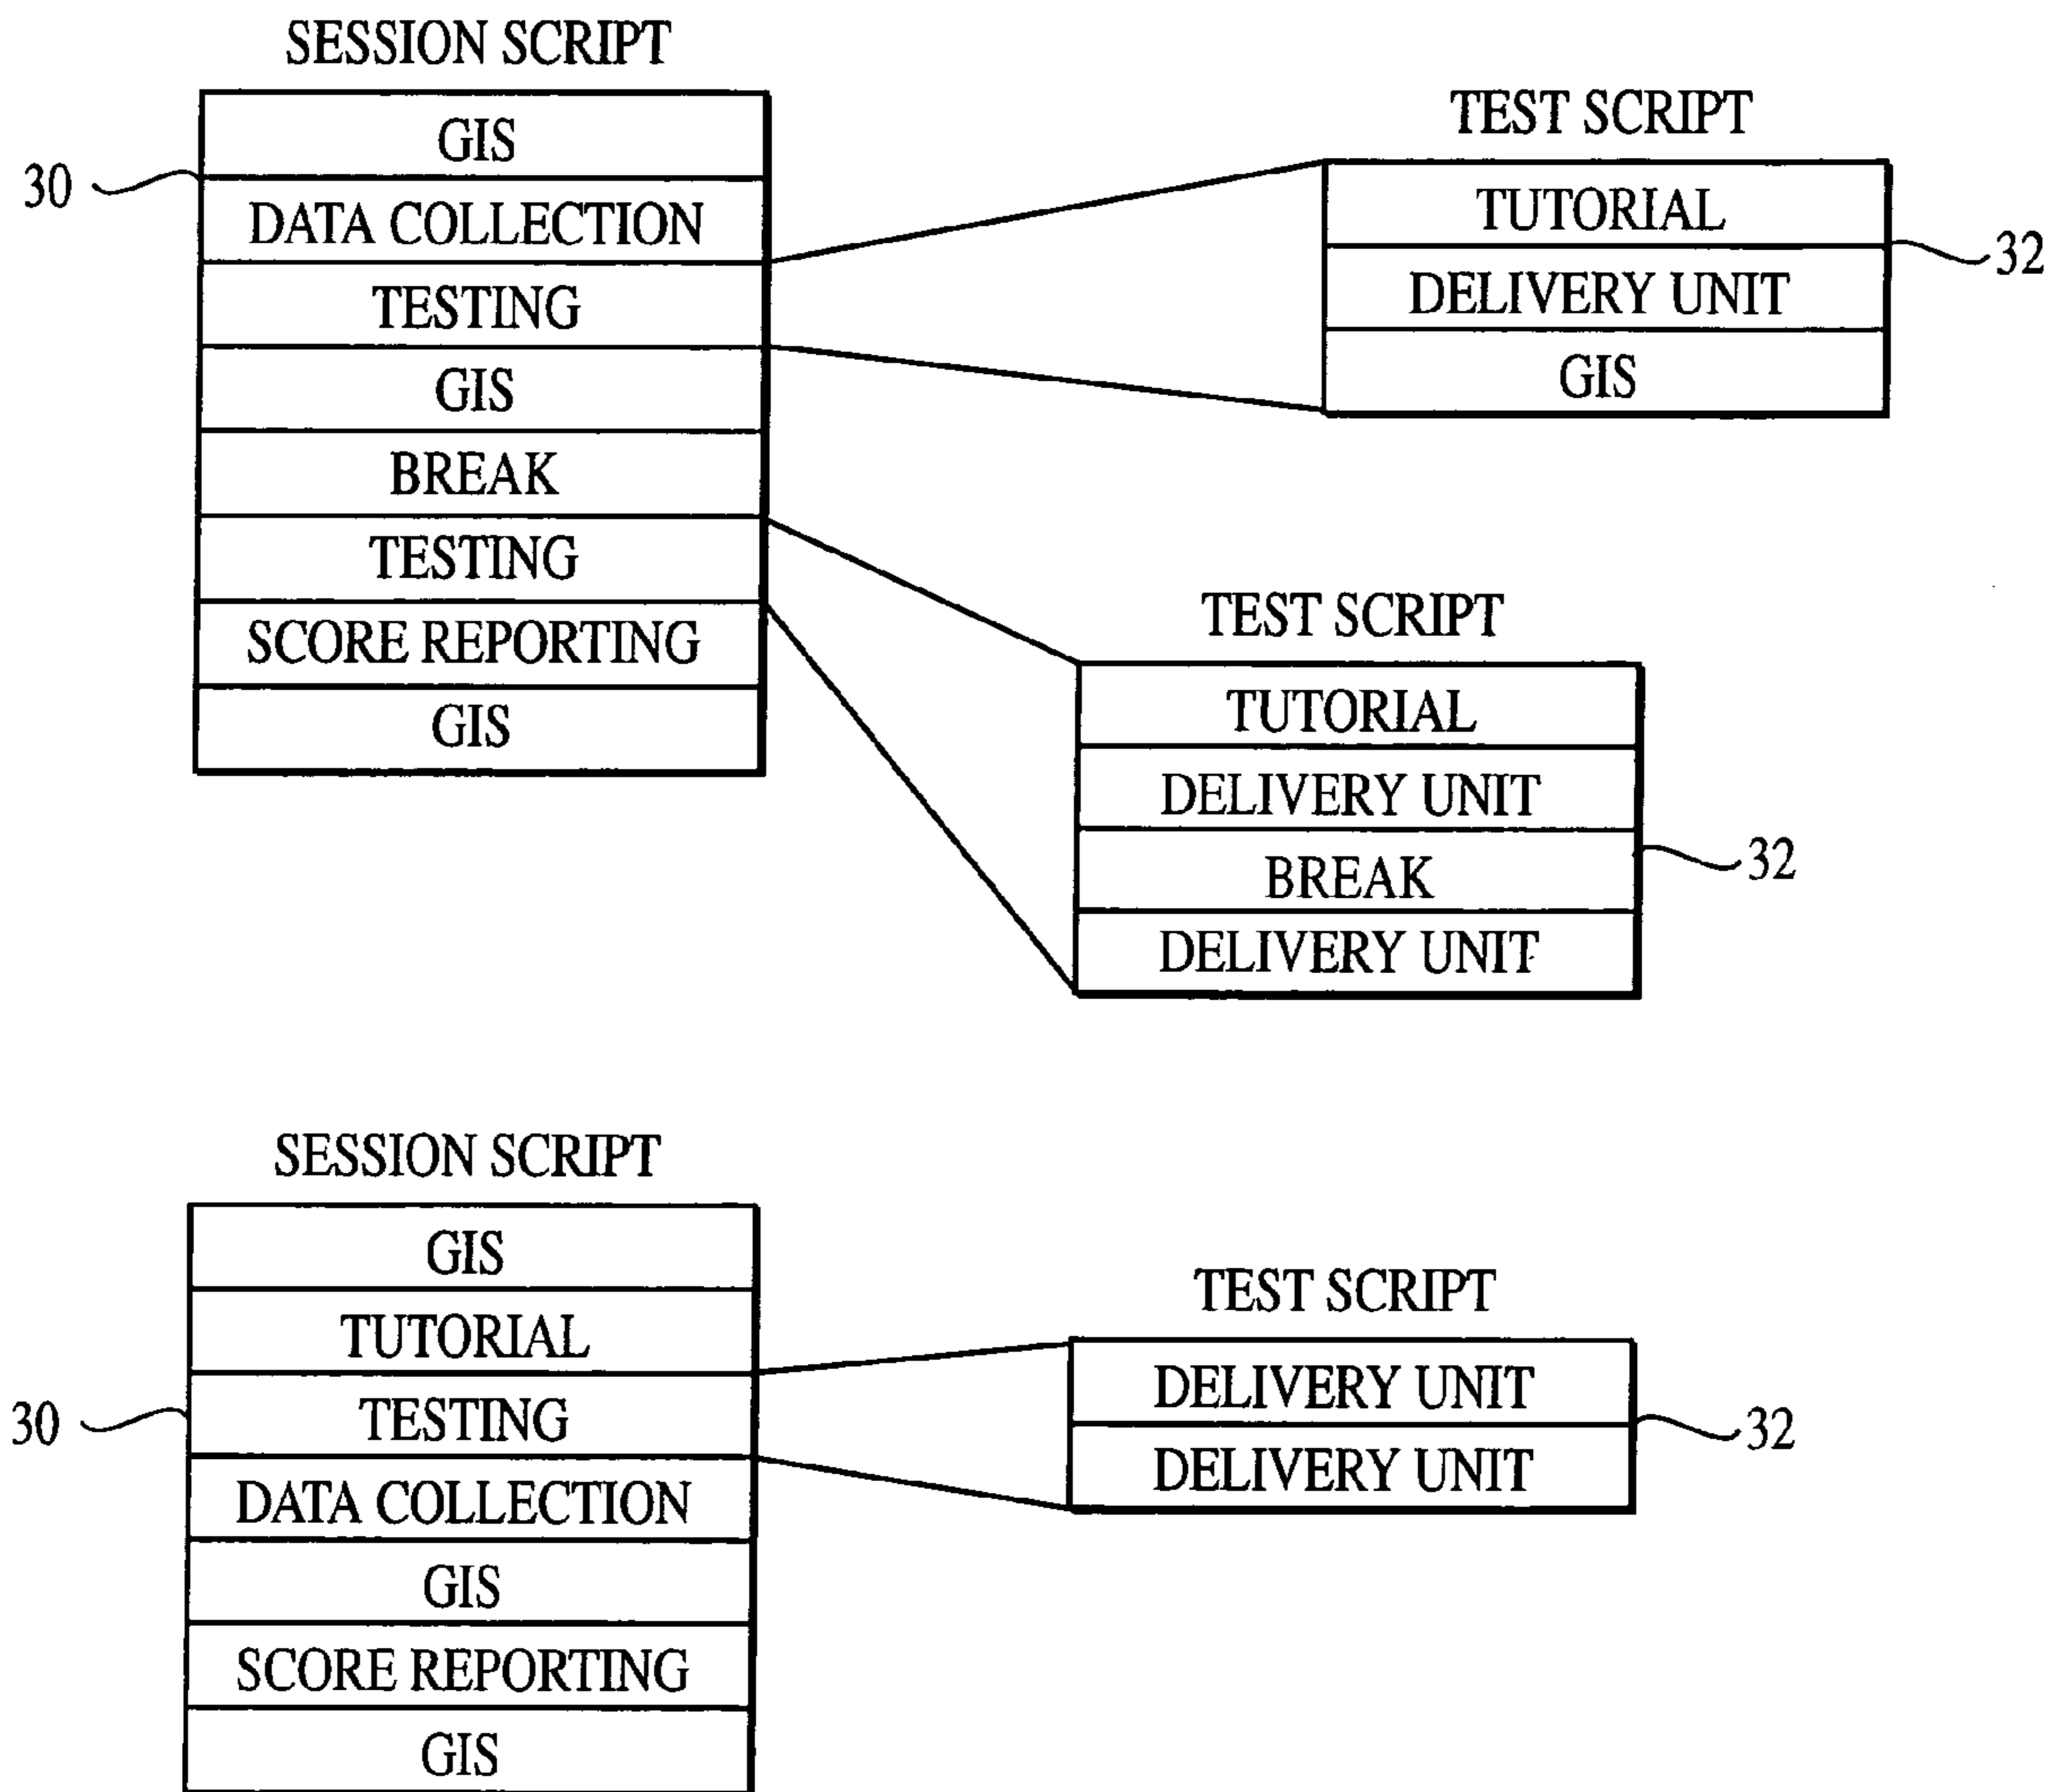 SESSION SCRIPT
GIS
30
DATA COLLECTION
TESTING
GIS
BREAK
TESTING
SCORE REPORTING
GIS
TEST SCRIPT
TUTORIAL
32
DELIVERY UNIT
GIS
TEST SCRIPT
TUTORIAL
DELIVERY UNIT
BREAK
32
DELIVERY UNIT
SESSION SCRIPT
GIS
TUTORIAL
30
TESTING
DATA COLLECTION
GIS
SCORE REPORTING
GIS
TEST SCRIPT
DELIVERY UNIT
32
DELIVERY UNIT